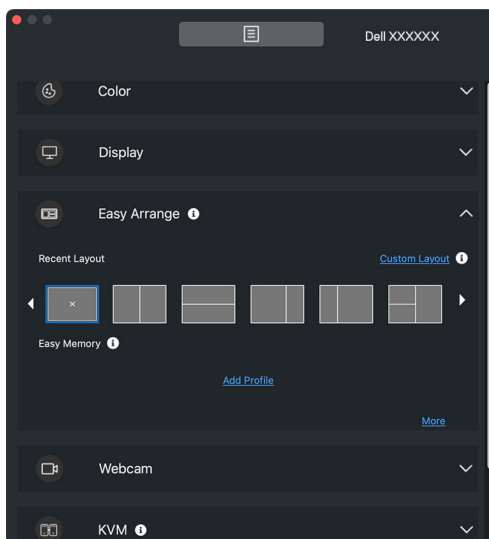 Dell XXXXXX
Color
Display
Easy Arrange
Recent Layout Custom Layout
Easy Memory
Add Profile
More
Webcam
KVM